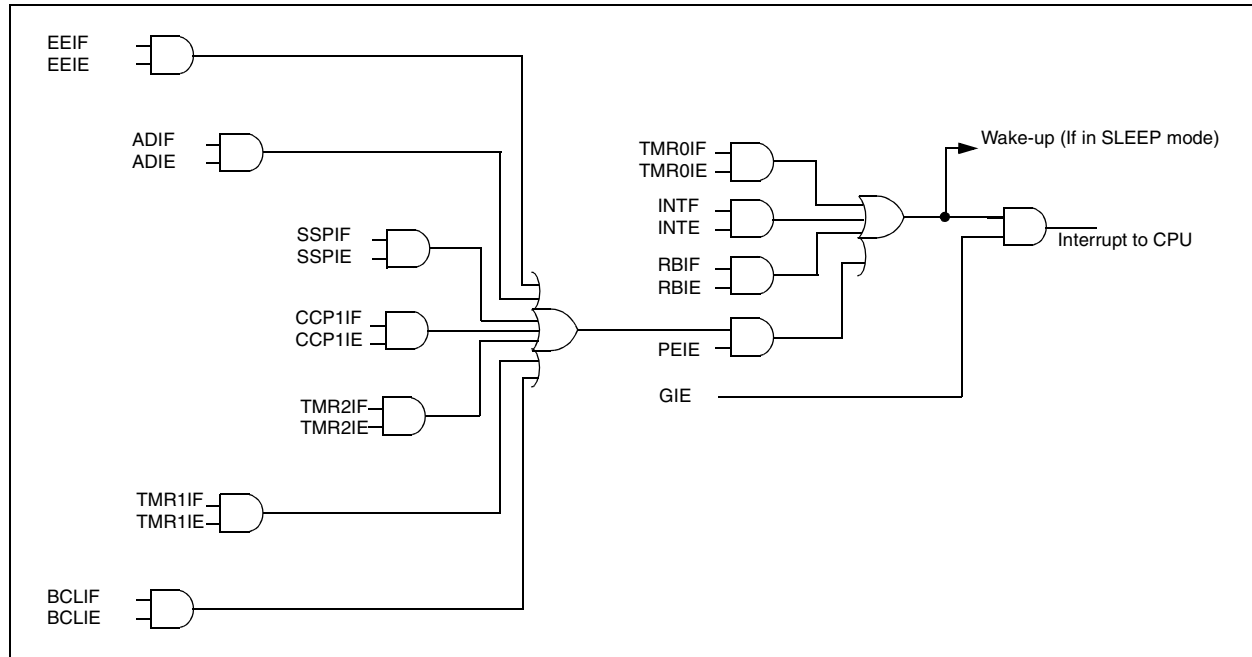 EEIF
EEIE
ADIF
ADIE
SSPIF
SSPIE
CCP1IF
CCP1IE
TMR2IF
TMR2IE
TMR1IF
TMR1IE
BCLIF
BCLIE
TMR0IF
TMR0IE
INTF
INTE
RBIF
RBIE
PEIE
GIE
Wake-up (If in SLEEP mode)
Interrupt to CPU